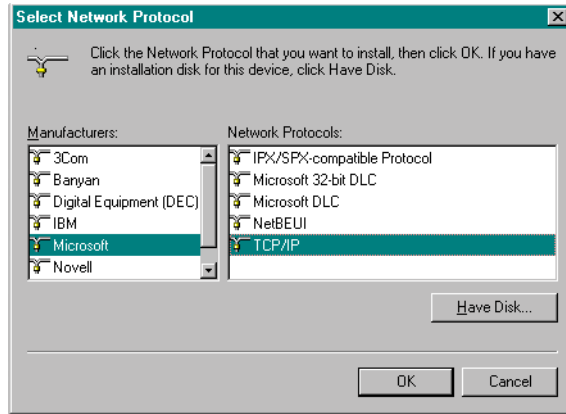 Select Network Protocol
Click the Network Protocol that you want to install, then click OK. If you have
an installation disk for this device, click Have Disk.
Manufacturers:
3Com
Banyan
Digital Equipment (DEC)
IBM
Microsoft
Novell
Network Protocols:
IPX/SPX-compatible Protocol
Microsoft 32-bit DLC
Microsoft DLC
NetBEUI
TCP/IP
Have Disk...
OK
Cancel